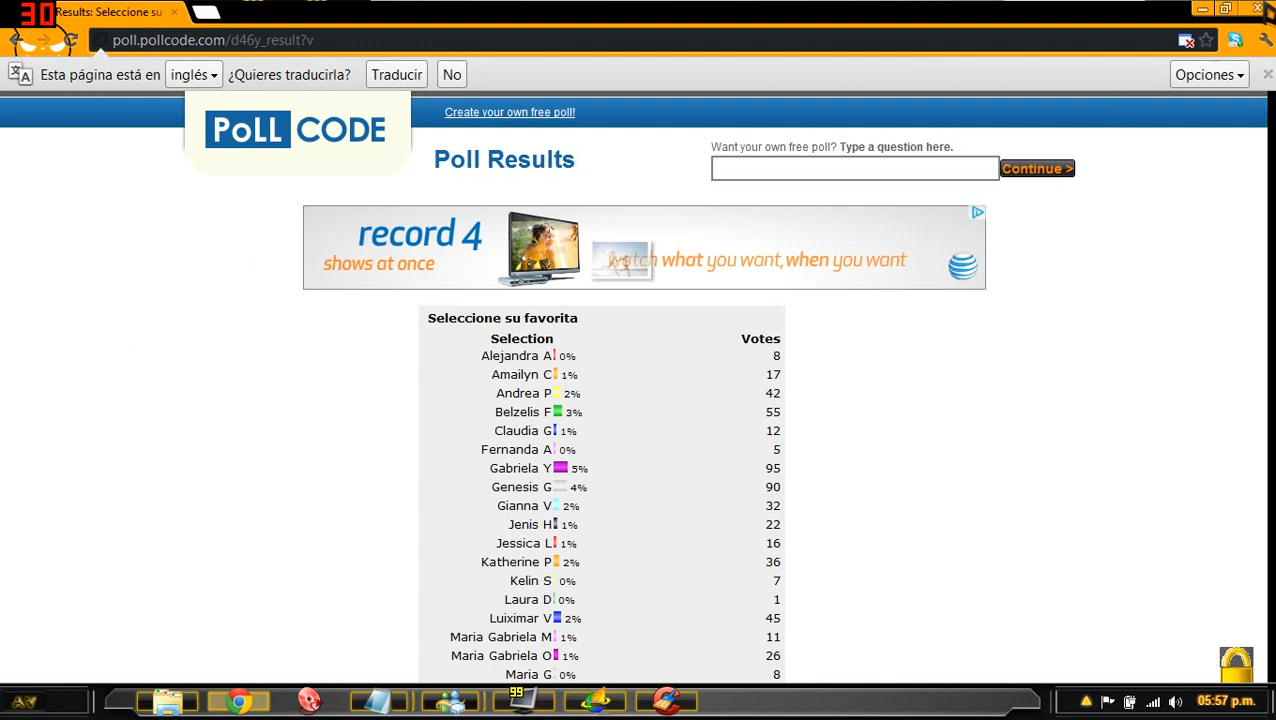 30
Results: Seleccione su
poll.pollcode.com/d46y_result?v
Esta página está en inglés ¿Quieres traducirla? Traducir No Opciones
PoLL CODE
Create your own free poll!
Poll Results
Want your own free poll? Type a question here.
Continue >
record 4
shows at once
watch what you want, when you want
Seleccione su favorita
Selection Votes
Alejandra A 0% 8
Amailyn C 1% 17
Andrea P 2% 42
Belzelis F 3% 55
Claudia G 1% 12
Fernanda A 0% 5
Gabriela Y 5% 95
Genesis G 4% 90
Gianna V 2% 32
Jenis H 1% 22
Jessica L 1% 16
Katherine P 2% 36
Kelin S 0% 7
Laura D 0% 1
Luiximar V 2% 45
Maria Gabriela M 1% 11
Maria Gabriela O 1% 26
Maria G 0% 8
99
05:57 p.m.